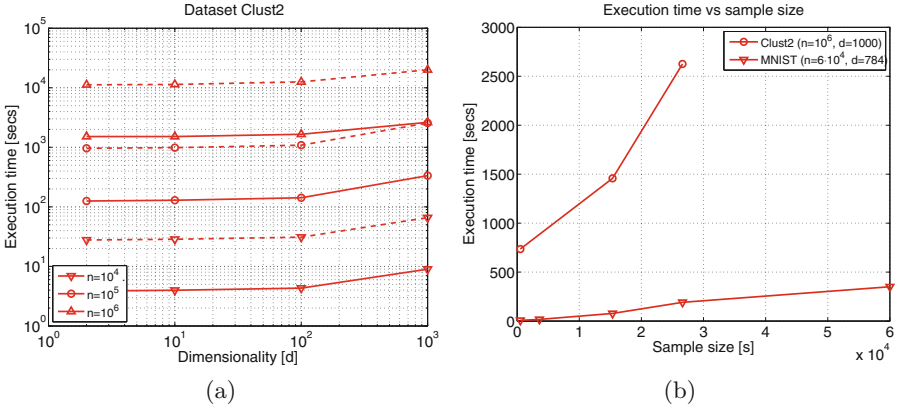 Dataset Clust2
10^5
10^4
10^3
10^2
10^1
10^0
Execution time [secs]
n=10^4
n=10^5
n=10^6
10^0
10^1
10^2
10^3
Dimensionality [d]
(a)
Execution time vs sample size
3000
2500
2000
1500
1000
500
0
Execution time [secs]
Clust2 (n=10^6, d=1000)
MNIST (n=6·10^4, d=784)
0
1
2
3
4
5
6
x 10^4
Sample size [s]
(b)